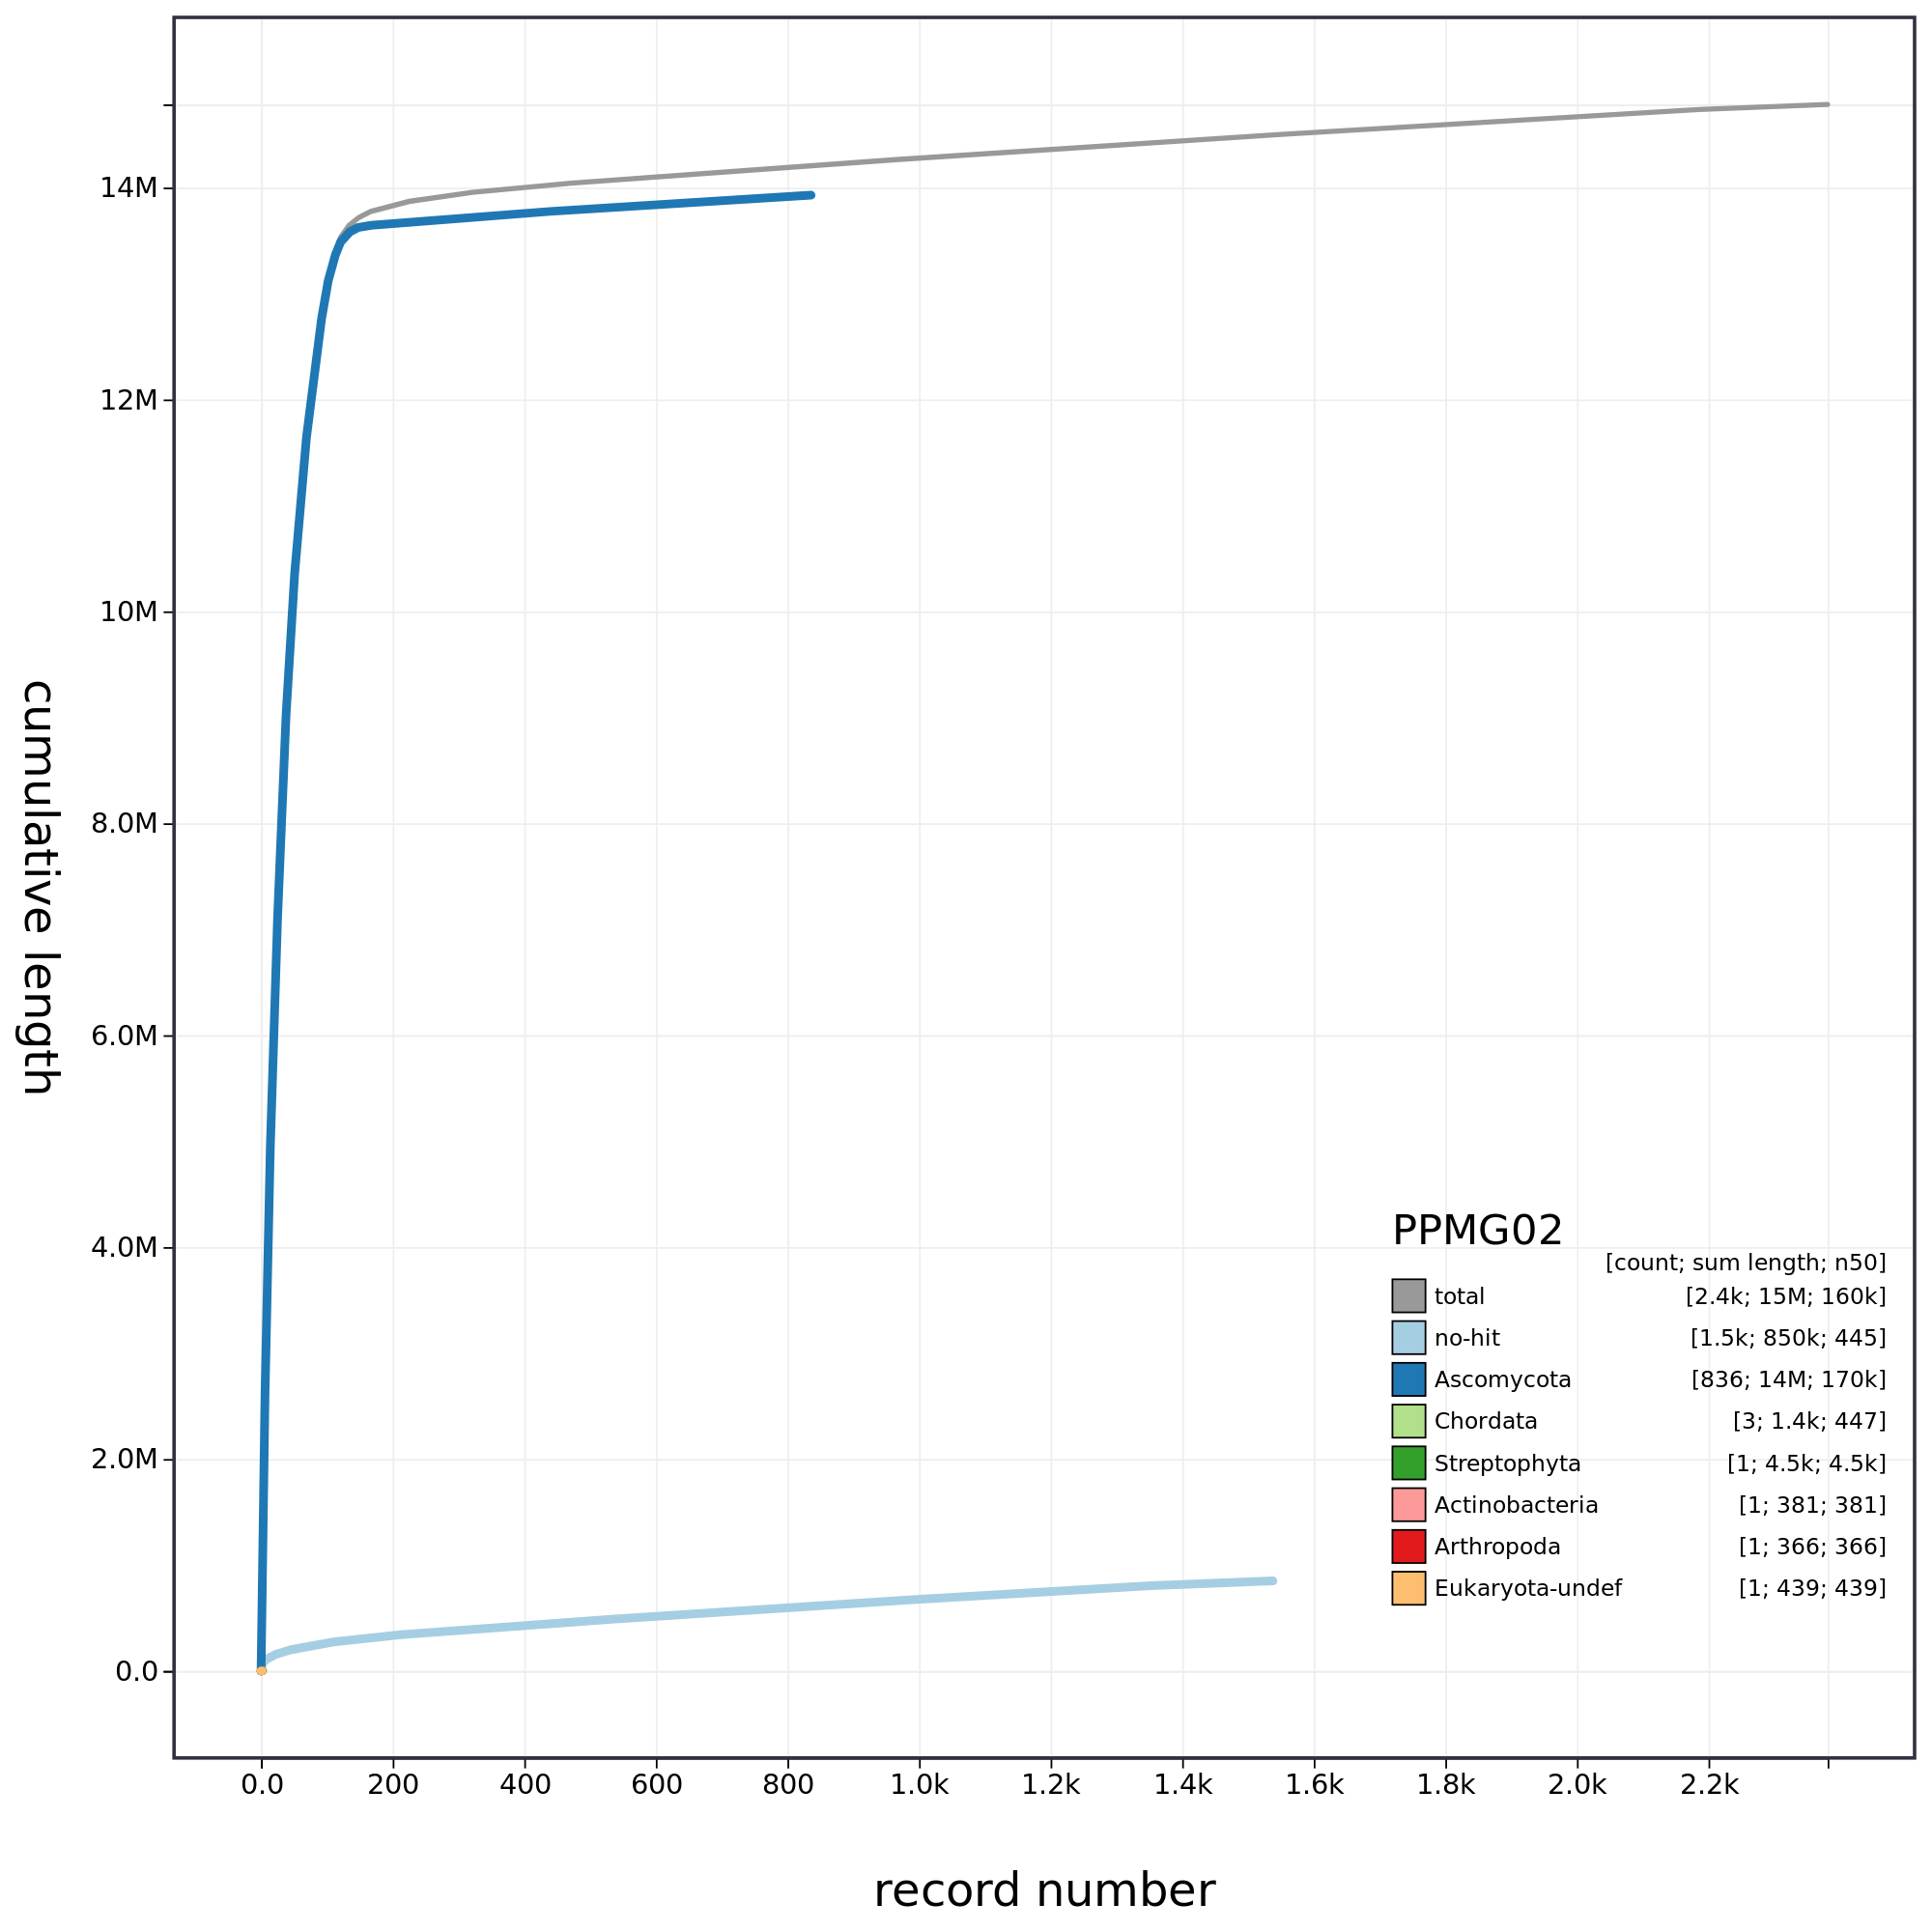 14M
12M
10M
8.0M
6.0M
4.0M
2.0M
0.0
cumulative length
PPMG02
[count; sum length; n50]
total [2.4k; 15M; 160k]
no-hit [1.5k; 850k; 445]
Ascomycota [836; 14M; 170k]
Chordata [3; 1.4k; 447]
Streptophyta [1; 4.5k; 4.5k]
Actinobacteria [1; 381; 381]
Arthropoda [1; 366; 366]
Eukaryota-undef [1; 439; 439]
0.0 200 400 600 800 1.0k 1.2k 1.4k 1.6k 1.8k 2.0k 2.2k
record number